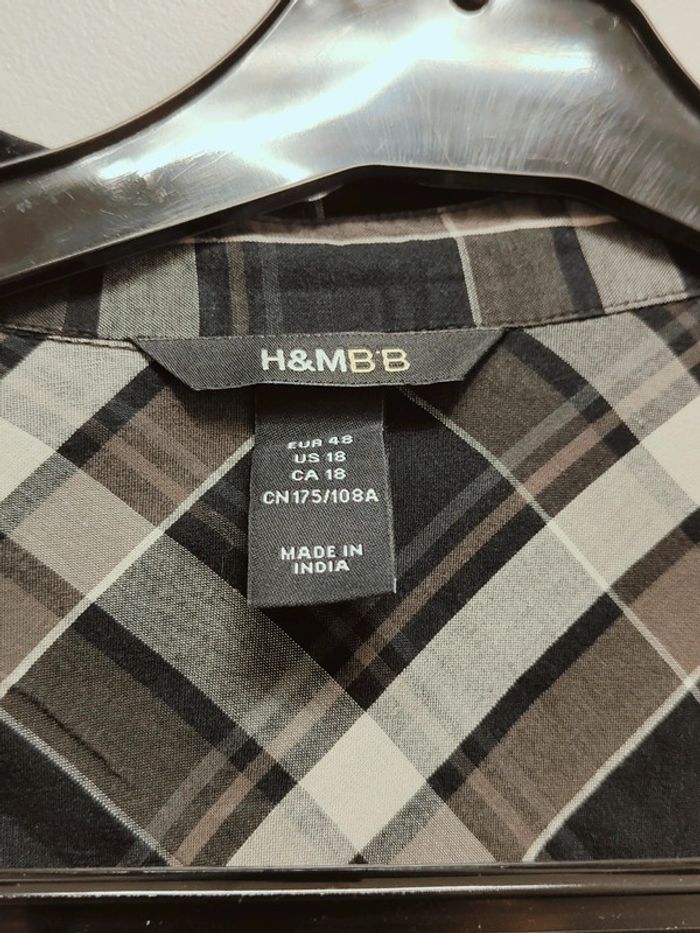 H&MB'B
EUR 48
US 18
CA 18
CN175/108A
MADE IN
INDIA